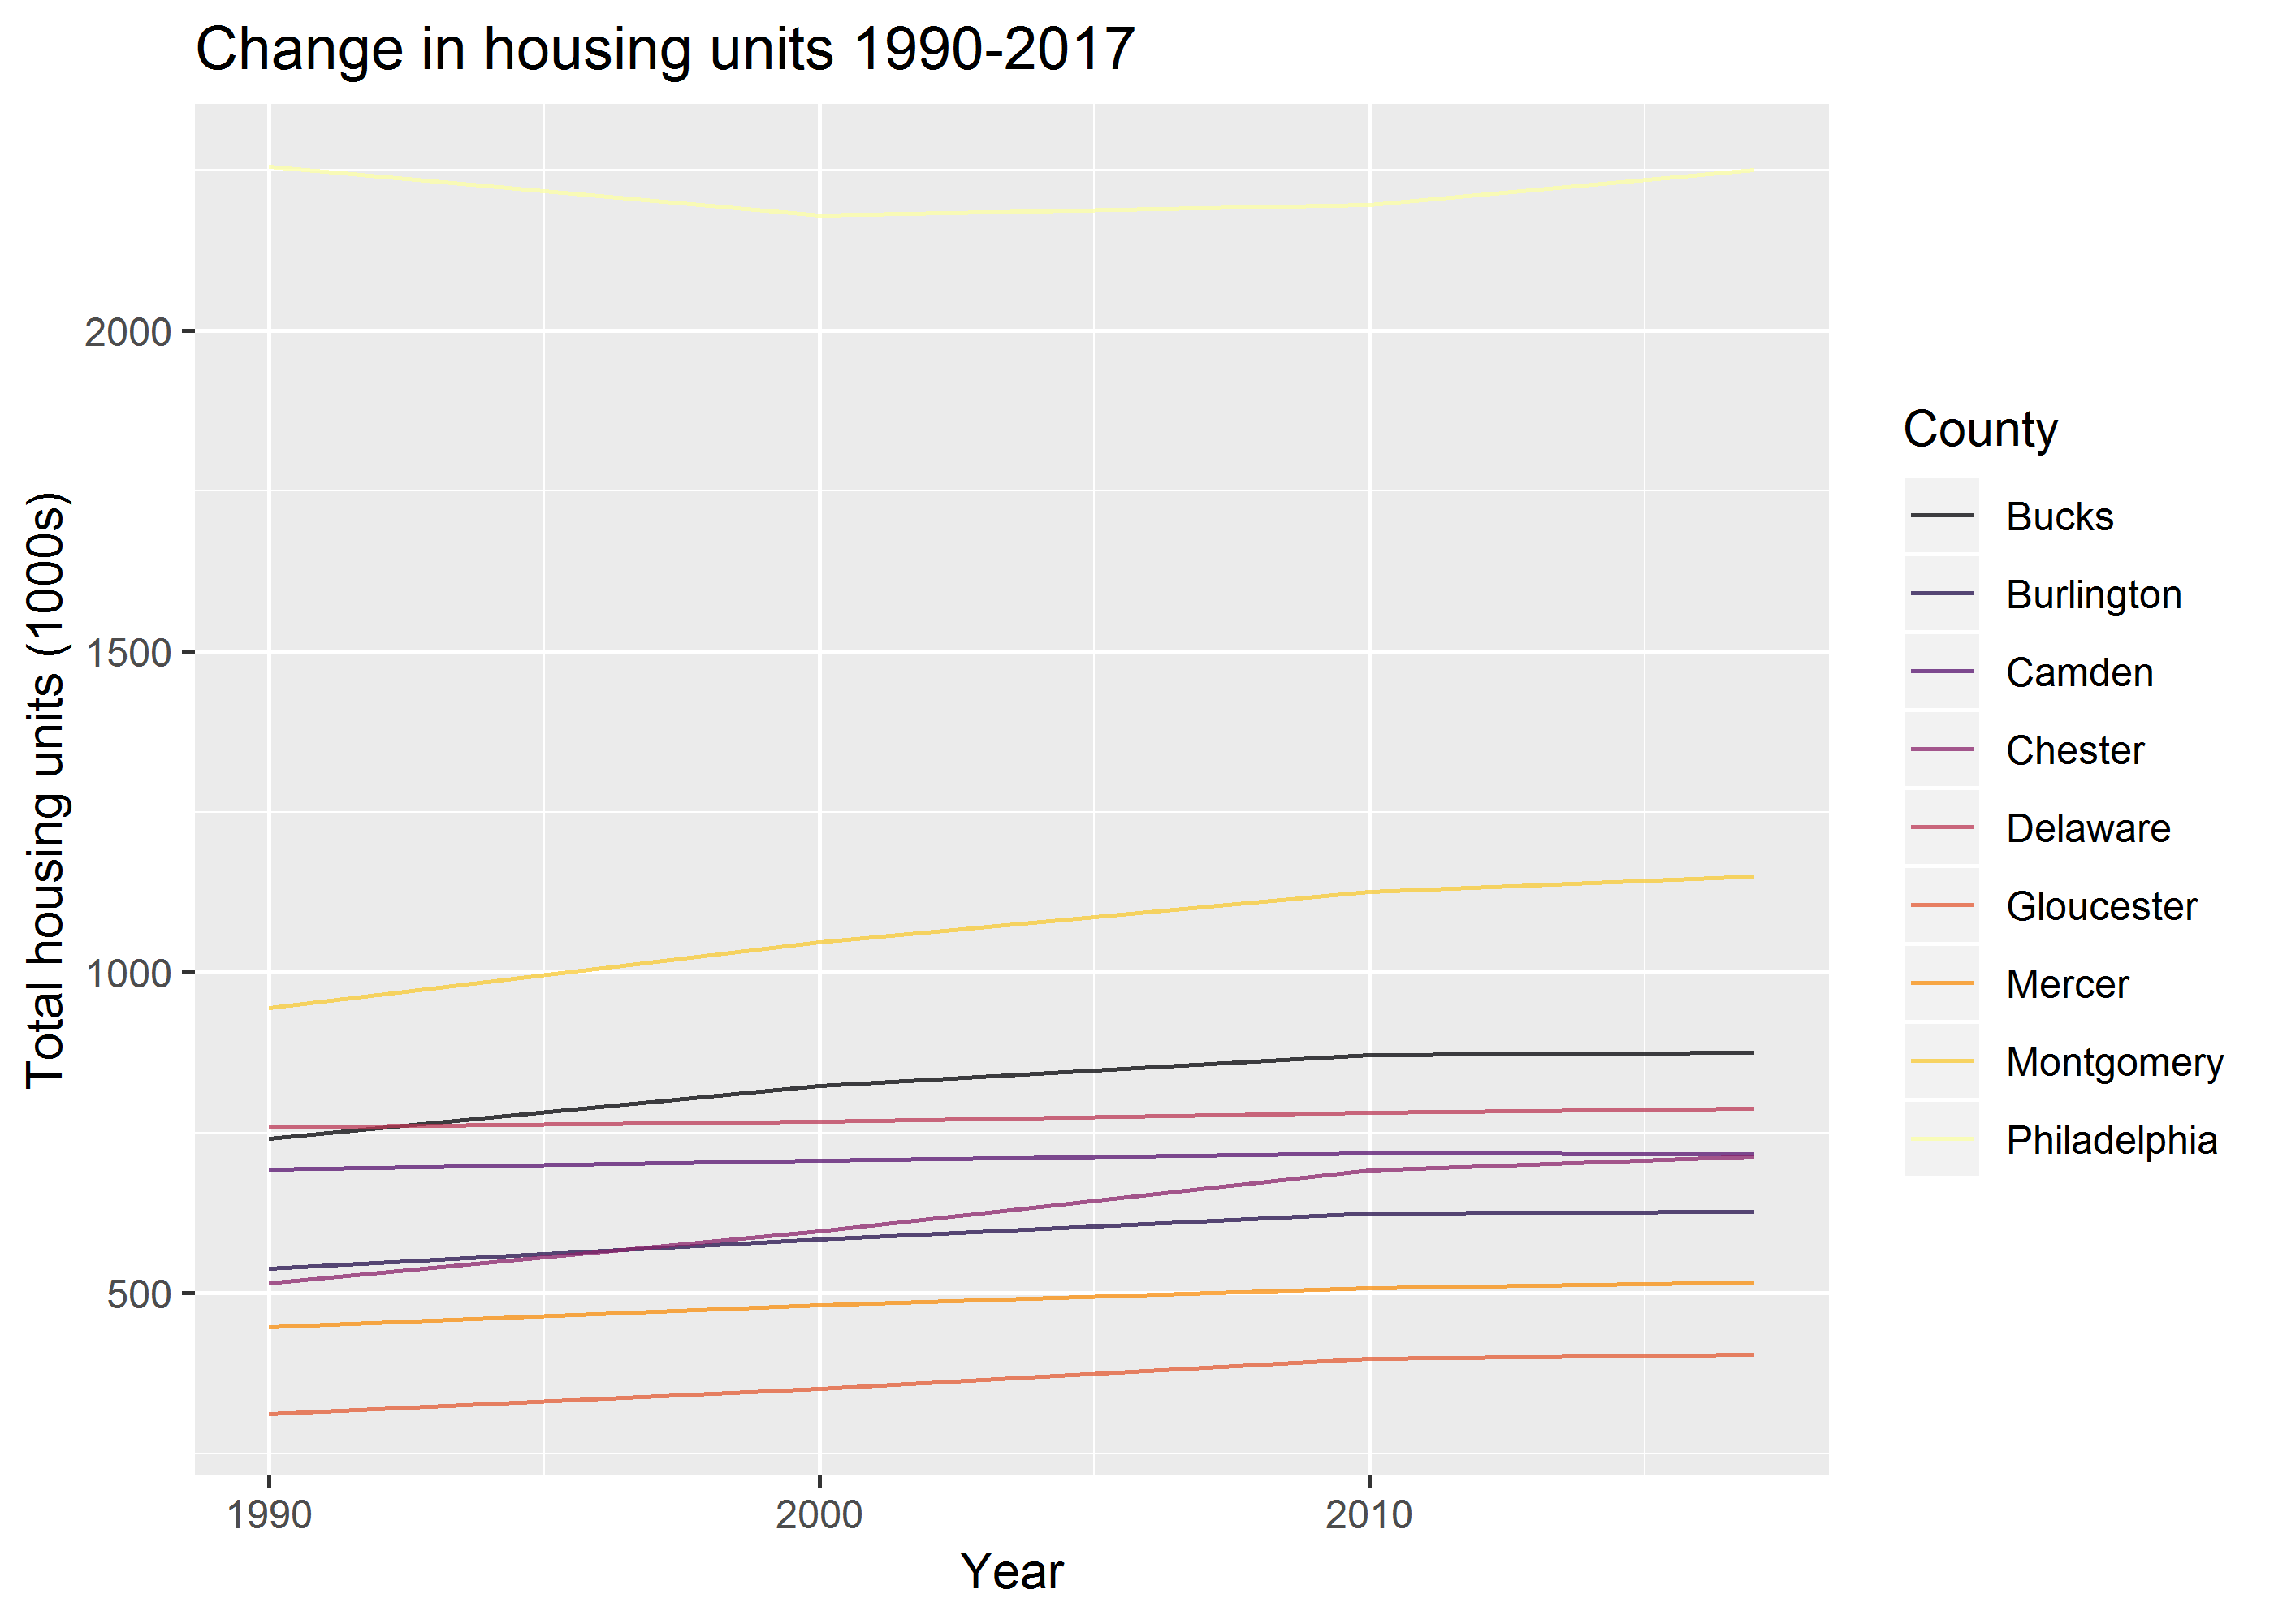 Change in housing units 1990-2017
Total housing units (1000s)
2000
1500
1000
500
1990
2000
2010
Year
County
Bucks
Burlington
Camden
Chester
Delaware
Gloucester
Mercer
Montgomery
Philadelphia